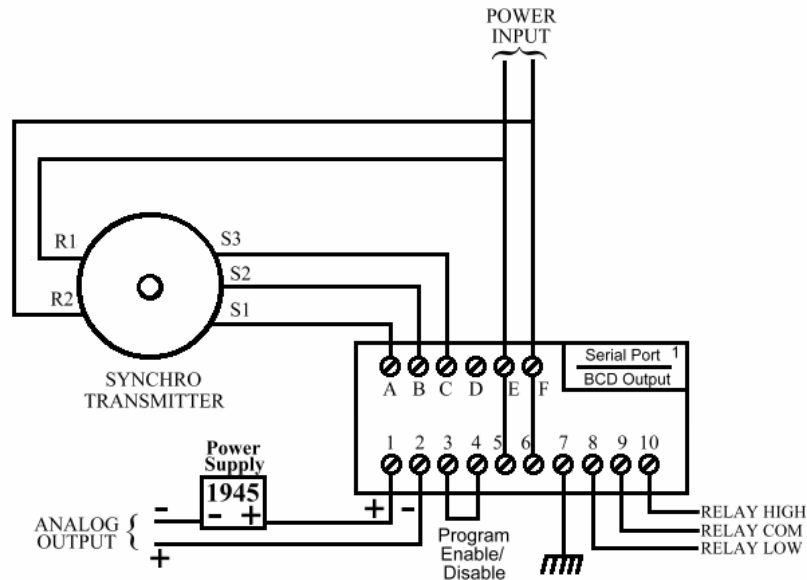 POWER
INPUT
R1
S3
S2
R2
S1
SYNCHRO
TRANSMITTER
Serial Port 1
BCD Output
A B C D E F
1 2 3 4 5 6 7 8 9 10
Power
Supply
1945
- +
+ -
-
ANALOG
OUTPUT
+
Program
Enable/
Disable
RELAY HIGH
RELAY COM
RELAY LOW